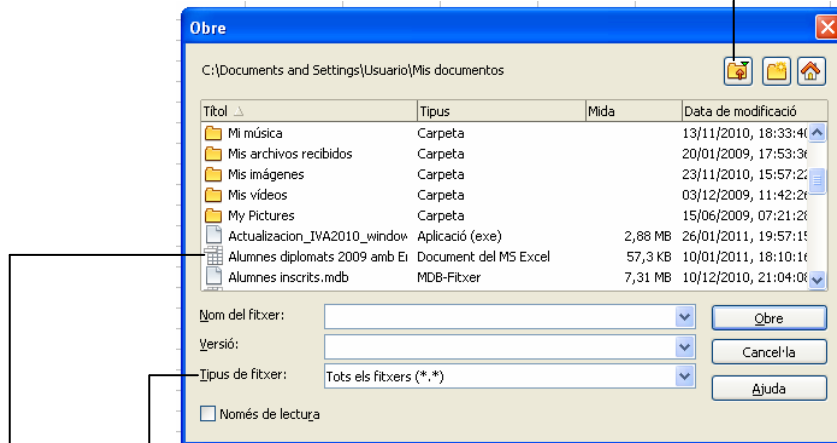 Obre
C:\Documents and Settings\Usuario\Mis documentos
Títol Tipus Mida Data de modificació
Mi música Carpeta 13/11/2010, 18:33:40
Mis archivos recibidos Carpeta 20/01/2009, 17:53:36
Mis imágenes Carpeta 23/11/2010, 15:57:22
Mis vídeos Carpeta 03/12/2009, 11:42:26
My Pictures Carpeta 15/06/2009, 07:21:28
Actualizacion_IVA2010_window Aplicació (exe) 2,88 MB 26/01/2011, 19:57:15
Alumnes diplomats 2009 amb Document del MS Excel 57,3 KB 10/01/2011, 18:10:16
Alumnes inscrits.mdb MDB-Fitxer 7,31 MB 10/12/2010, 21:04:08
Nom del fitxer: Obre
Versió: Cancel·la
Tipus de fitxer: Tots els fitxers (*.*) Ajuda
Només de lectura